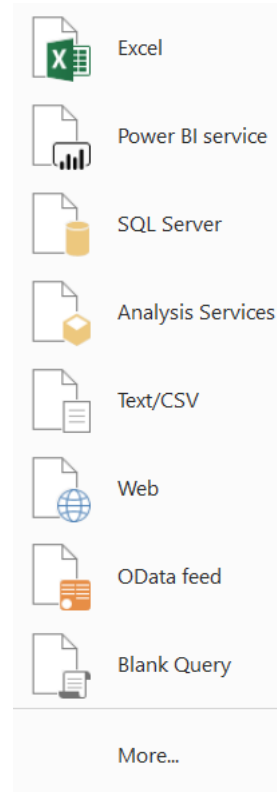 Excel
Power BI service
SQL Server
Analysis Services
Text/CSV
Web
OData feed
Blank Query
More...